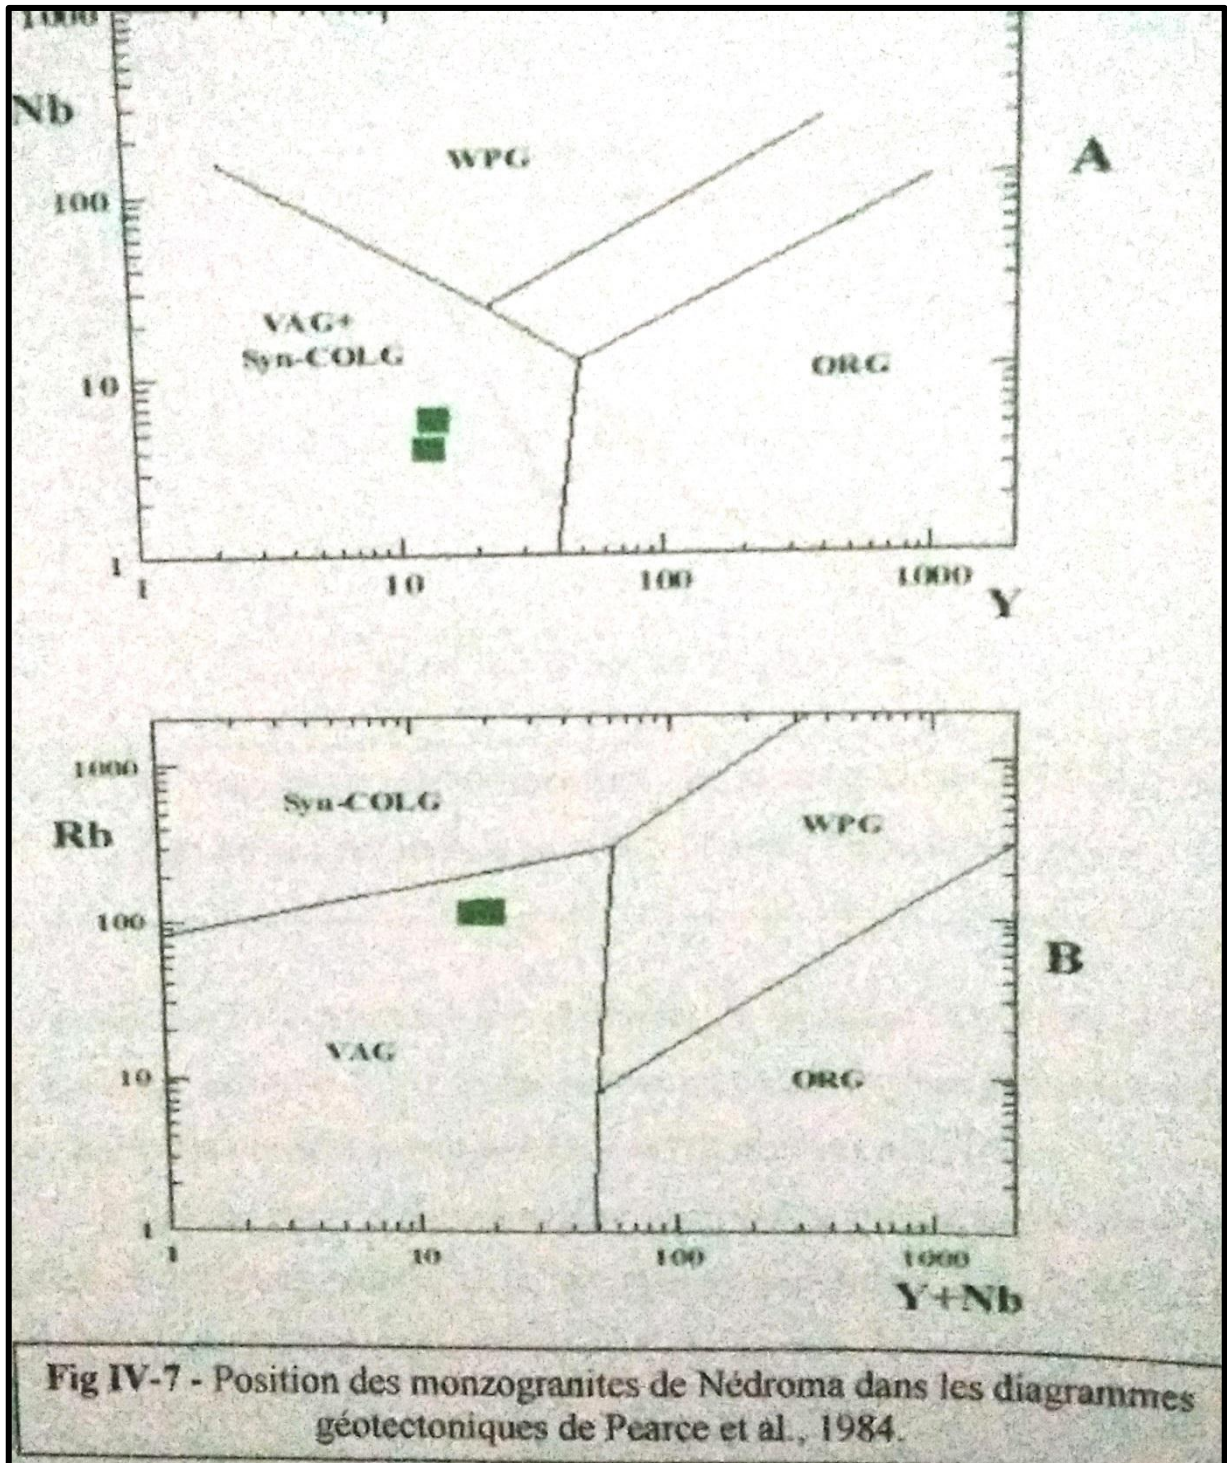 1000
Nb
WPG
A
100
VAG+
Syn-COLG
ORG
10
1
1 10 100 1000
Y
1000
Syn-COLG
WPG
Rb
100
B
VAG
10
ORG
1
1 10 100 1000
Y+Nb
Fig IV-7 - Position des monzogranites de Nédroma dans les diagrammes
géotectoniques de Pearce et al., 1984.